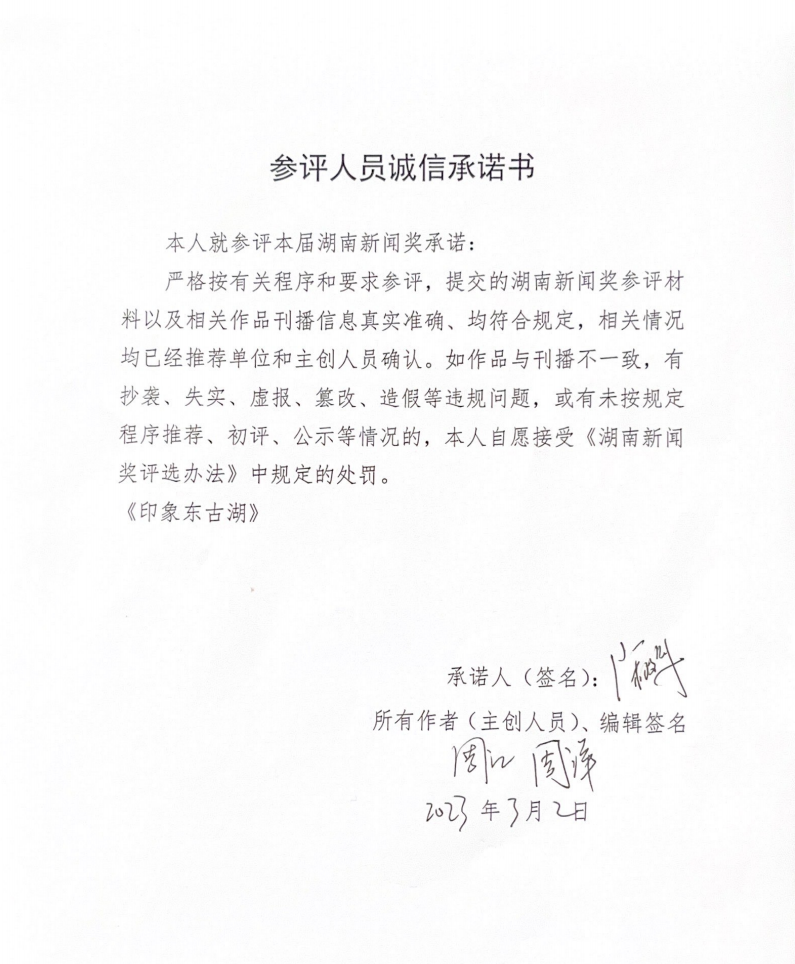 参评人员诚信承诺书
本人就参评本届湖南新闻奖承诺：
严格按有关程序和要求参评，提交的湖南新闻奖参评材
料以及相关作品刊播信息真实准确、均符合规定，相关情况
均已经推荐单位和主创人员确认。如作品与刊播不一致，有
抄袭、失实、虚报、篡改、造假等违规问题，或有未按规定
程序推荐、初评、公示等情况的，本人自愿接受《湖南新闻
奖评选办法》中规定的处罚。
《印象东古湖》
承诺人（签名）：
所有作者（主创人员）、编辑签名
周江 周萍
2023年3月2日